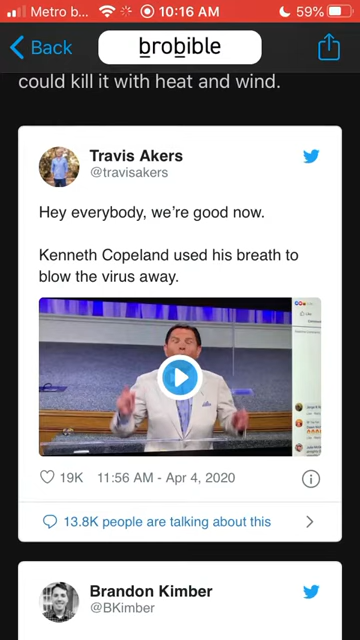 Metro b...
10:16 AM
59%
Back
brobible
could kill it with heat and wind.
Travis Akers
@travisakers
Hey everybody, we're good now.
Kenneth Copeland used his breath to
blow the virus away.
19K
11:56 AM - Apr 4, 2020
13.8K people are talking about this
Brandon Kimber
@BKimber